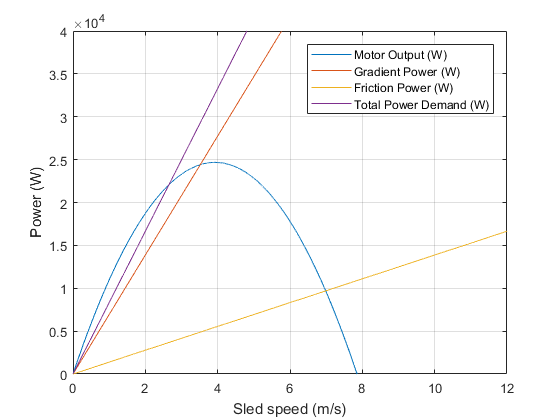 ×10⁴
4
3.5
3
2.5
2
1.5
1
0.5
0
0 2 4 6 8 10 12
Power (W)
Sled speed (m/s)
Motor Output (W)
Gradient Power (W)
Friction Power (W)
Total Power Demand (W)